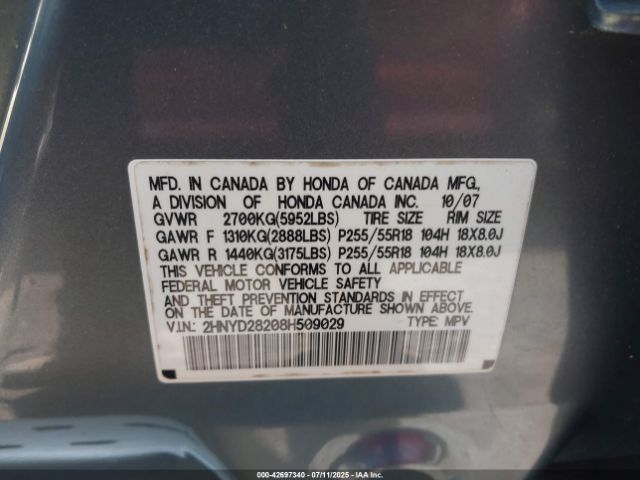 MFD. IN CANADA BY HONDA OF CANADA MFG.,
A DIVISION OF HONDA CANADA INC. 10/07
GVWR 2700KG(5952LBS) TIRE SIZE RIM SIZE
GAWR F 1310KG(2888LBS) P255/55R18 104H 18X8.0J
GAWR R 1440KG(3175LBS) P255/55R18 104H 18X8.0J
THIS VEHICLE CONFORMS TO ALL APPLICABLE
FEDERAL MOTOR VEHICLE SAFETY
AND THEFT PREVENTION STANDARDS IN EFFECT
ON THE DATE OF MANUFACTURE SHOWN ABOVE.
V.I.N.: 2HNYD28208H509029 TYPE: MPV
000-42697340 - 07/11/2025 - IAA Inc.